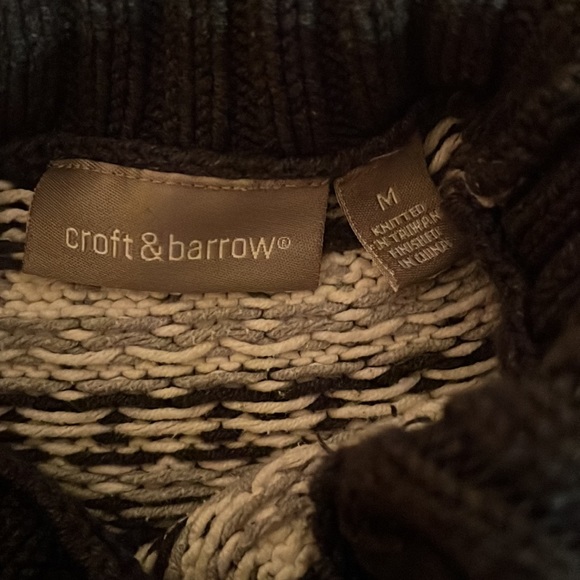 croft & barrow®
M
KNITTED
IN TAIWAN
FINISHED
IN CHINA